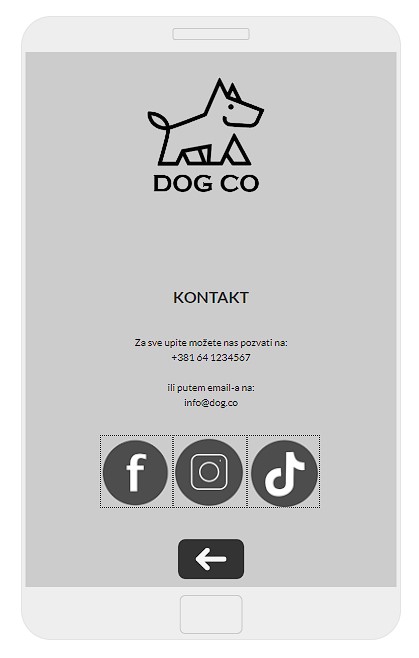 DOG CO
KONTAKT
Za sve upite možete nas pozvati na:
+381 64 1234567
ili putem email-a na:
info@dog.co